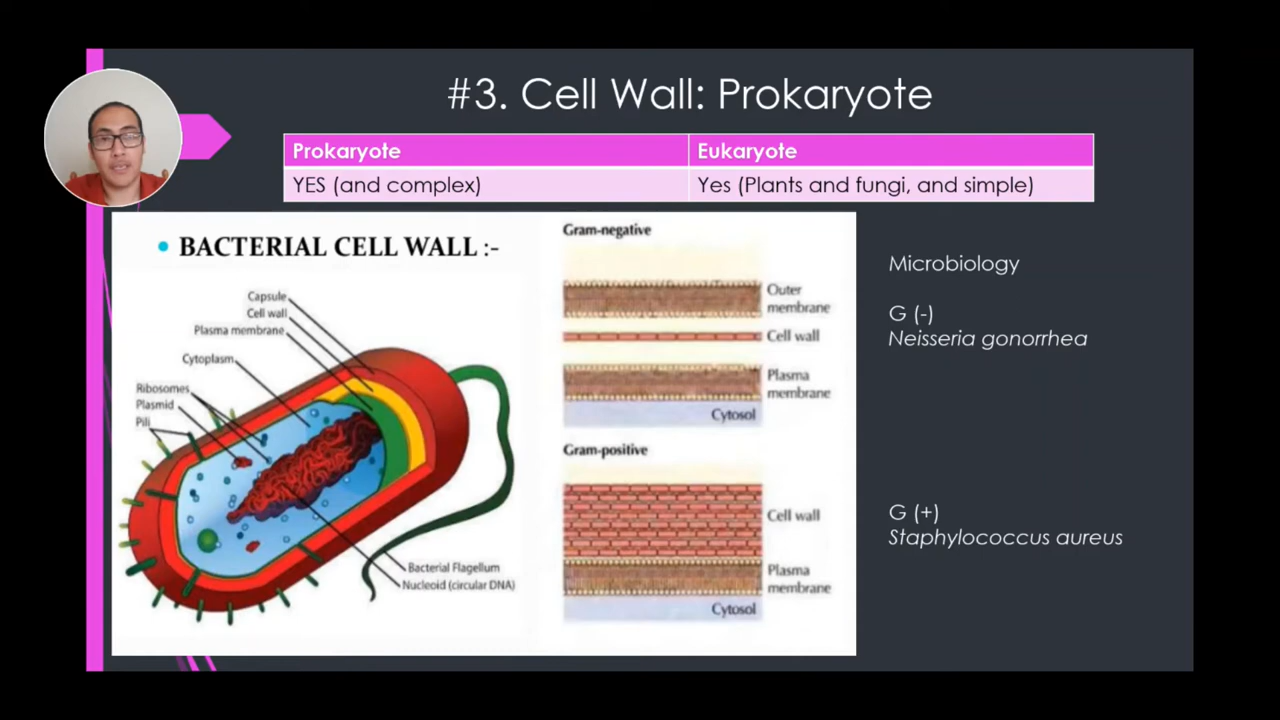 #3. Cell Wall: Prokaryote
Prokaryote
Eukaryote
YES (and complex)
Yes (Plants and fungi, and simple)
• BACTERIAL CELL WALL :-
Capsule
Cell wall
Plasma membrane
Cytoplasm
Ribosomes
Plasmid
Pili
Bacterial Flagellum
Nucleoid (circular DNA)
Gram-negative
Outer
membrane
Cell wall
Plasma
membrane
Cytosol
Gram-positive
Cell wall
Plasma
membrane
Cytosol
Microbiology
G (-)
Neisseria gonorrhea
G (+)
Staphylococcus aureus